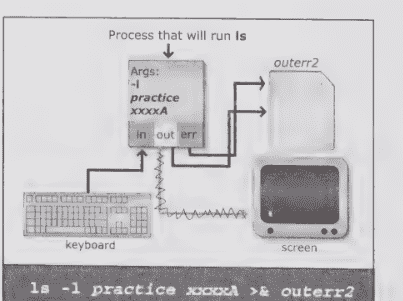 Process that will run ls
outerr2
Args:
-l
practice
xxxxA
in out err
keyboard
screen
ls -l practice xxxxA >& outerr2